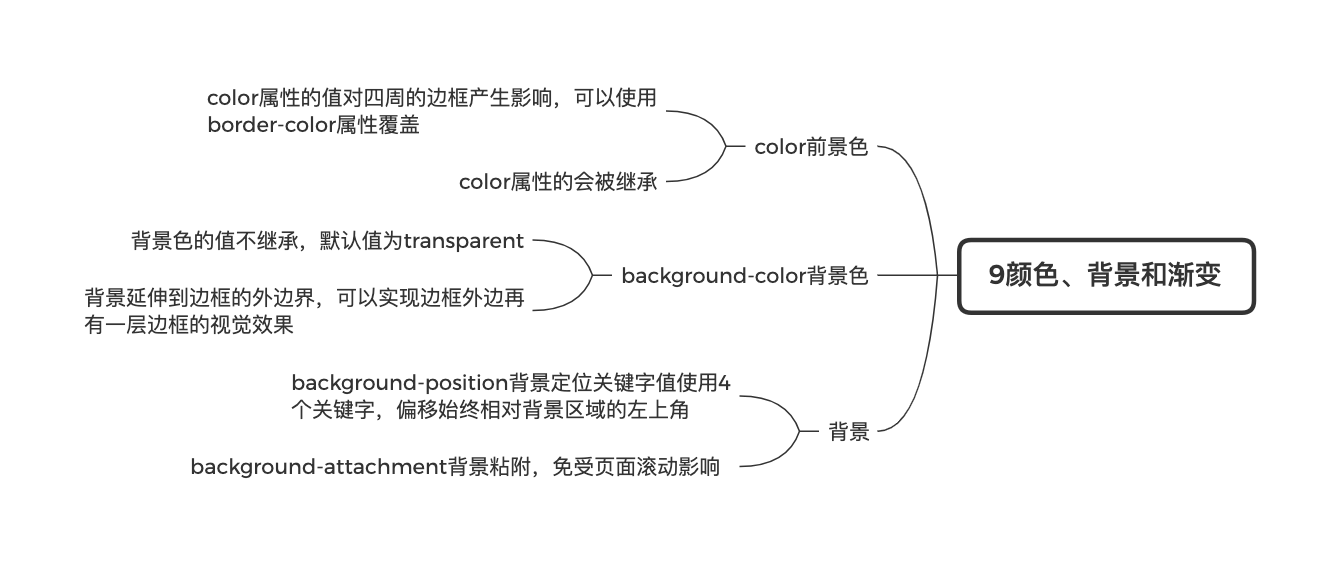 9颜色、背景和渐变
color前景色
color属性的值对四周的边框产生影响，可以使用
border-color属性覆盖
color属性的会被继承
background-color背景色
背景色的值不继承，默认值为transparent
背景延伸到边框的外边界，可以实现边框外边再
有一层边框的视觉效果
背景
background-position背景定位关键字值使用4
个关键字，偏移始终相对背景区域的左上角
background-attachment背景粘附，免受页面滚动影响